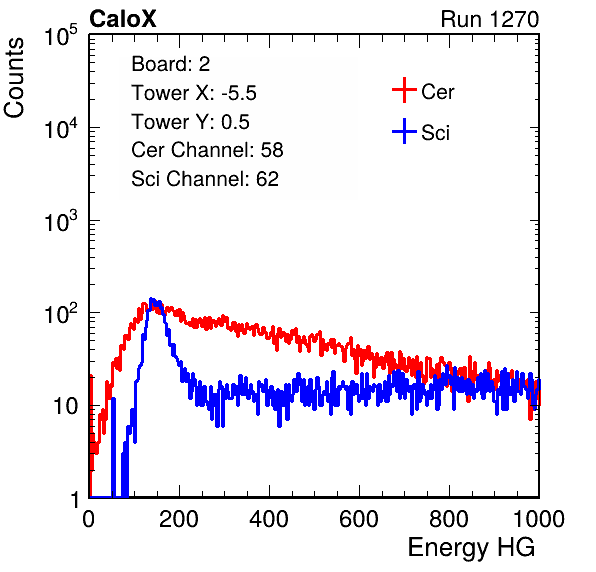 CaloX Run 1270
Counts
Board: 2
Tower X: -5.5
Tower Y: 0.5
Cer Channel: 58
Sci Channel: 62
Cer
Sci
10^5
10^4
10^3
10^2
10
1
0 200 400 600 800 1000
Energy HG